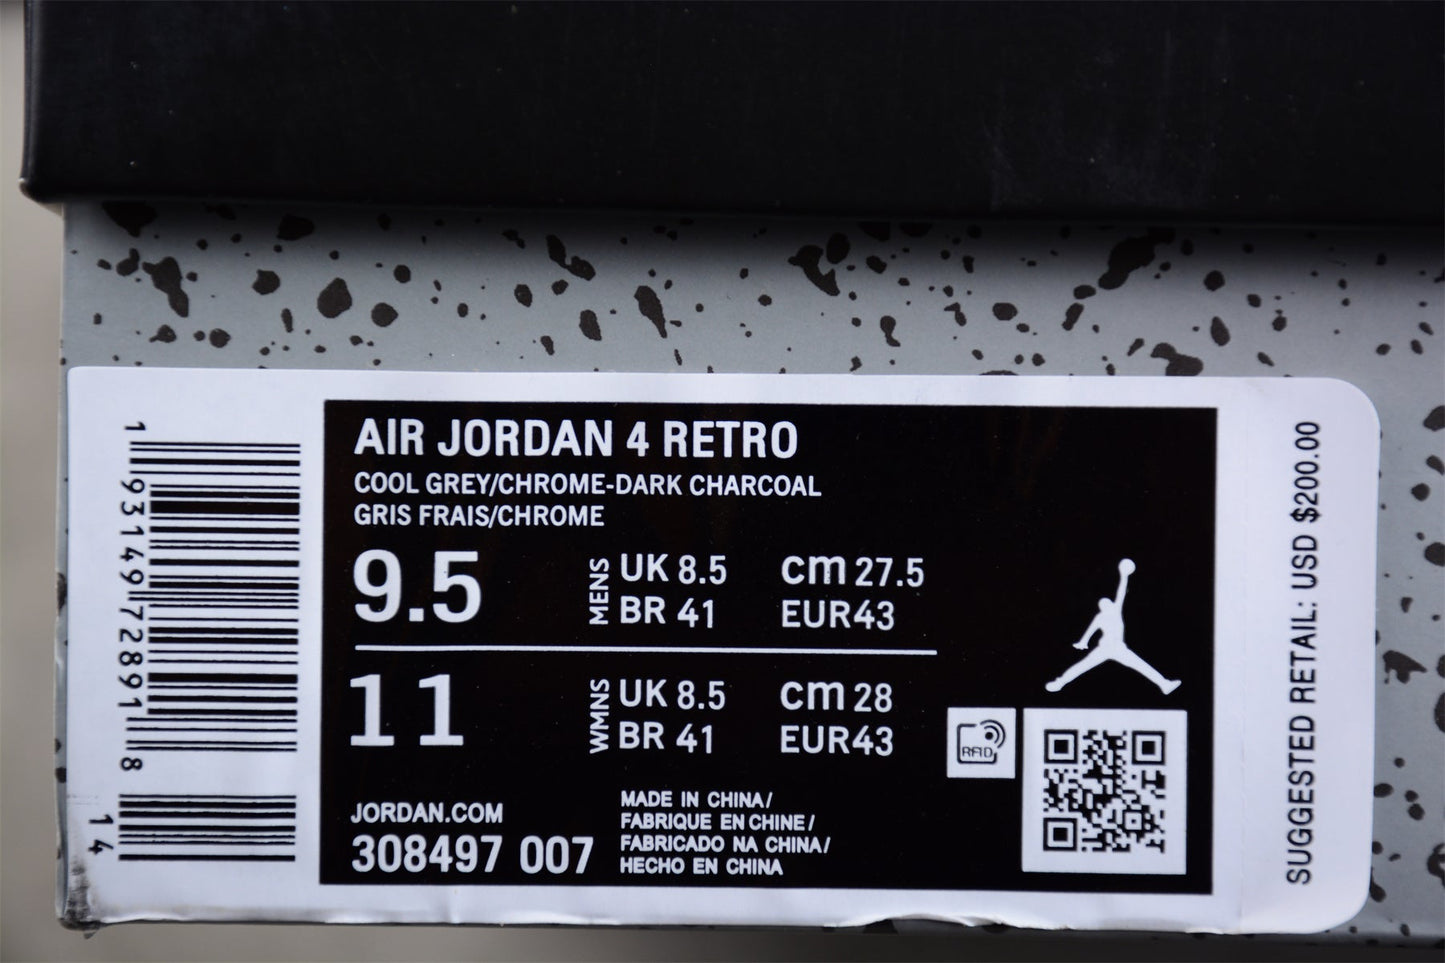 AIR JORDAN 4 RETRO
COOL GREY/CHROME-DARK CHARCOAL
GRIS FRAIS/CHROME
9.5 MENS UK 8.5 cm 27.5
BR 41 EUR43
11 WMNS UK 8.5 cm 28
BR 41 EUR43
JORDAN.COM
308497 007
MADE IN CHINA/
FABRIQUE EN CHINE/
FABRICADO NA CHINA/
HECHO EN CHINA
RFID
1 93149 72891 8
14
SUGGESTED RETAIL: USD $200.00